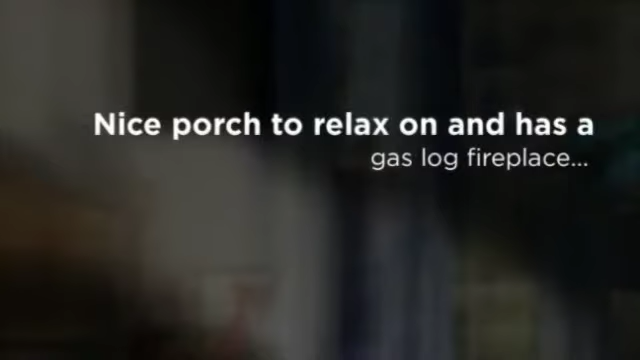 Nice porch to relax on and has a
gas log fireplace...